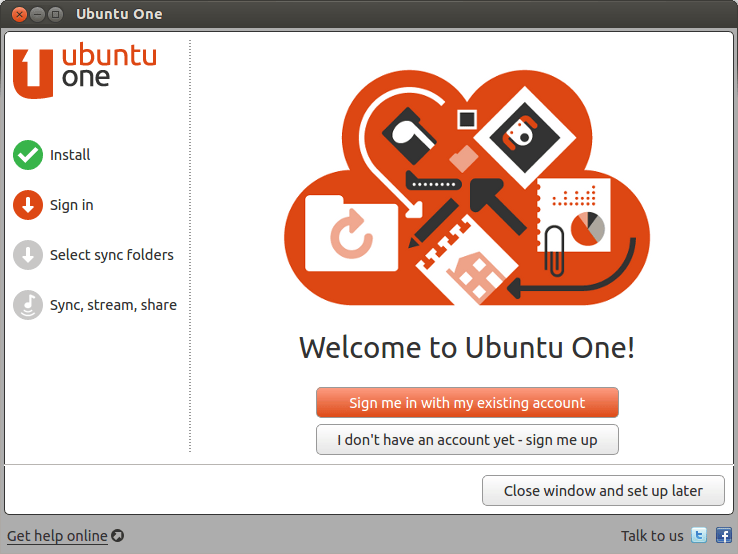 Ubuntu One
ubuntu
one
Install
Sign in
Select sync folders
Sync, stream, share
Welcome to Ubuntu One!
Sign me in with my existing account
I don't have an account yet - sign me up
Close window and set up later
Get help online
Talk to us